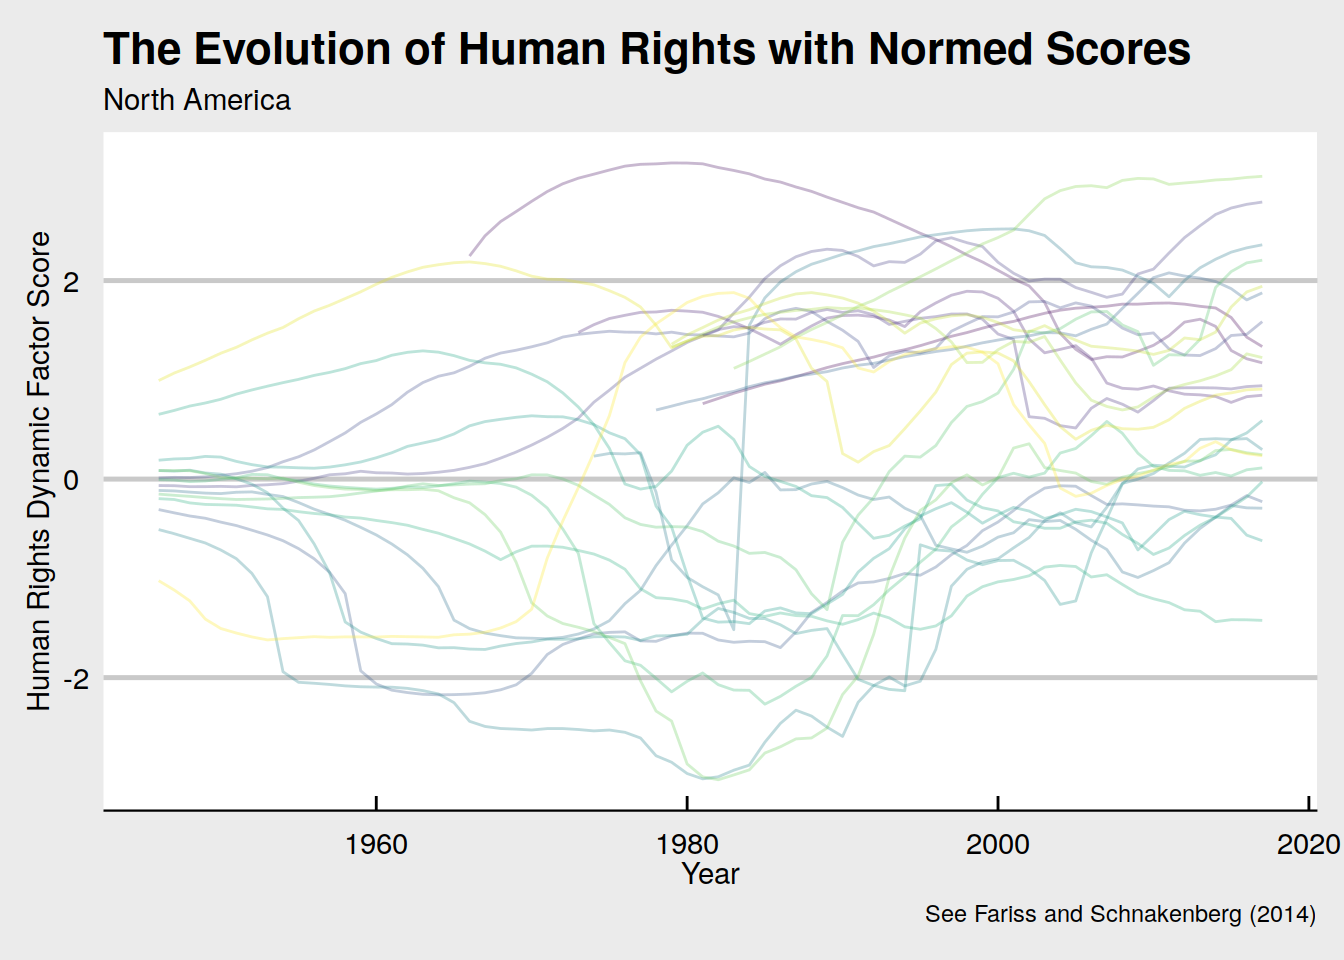 The Evolution of Human Rights with Normed Scores
North America
Human Rights Dynamic Factor Score
2
0
-2
1960
1980
2000
2020
Year
See Fariss and Schnakenberg (2014)